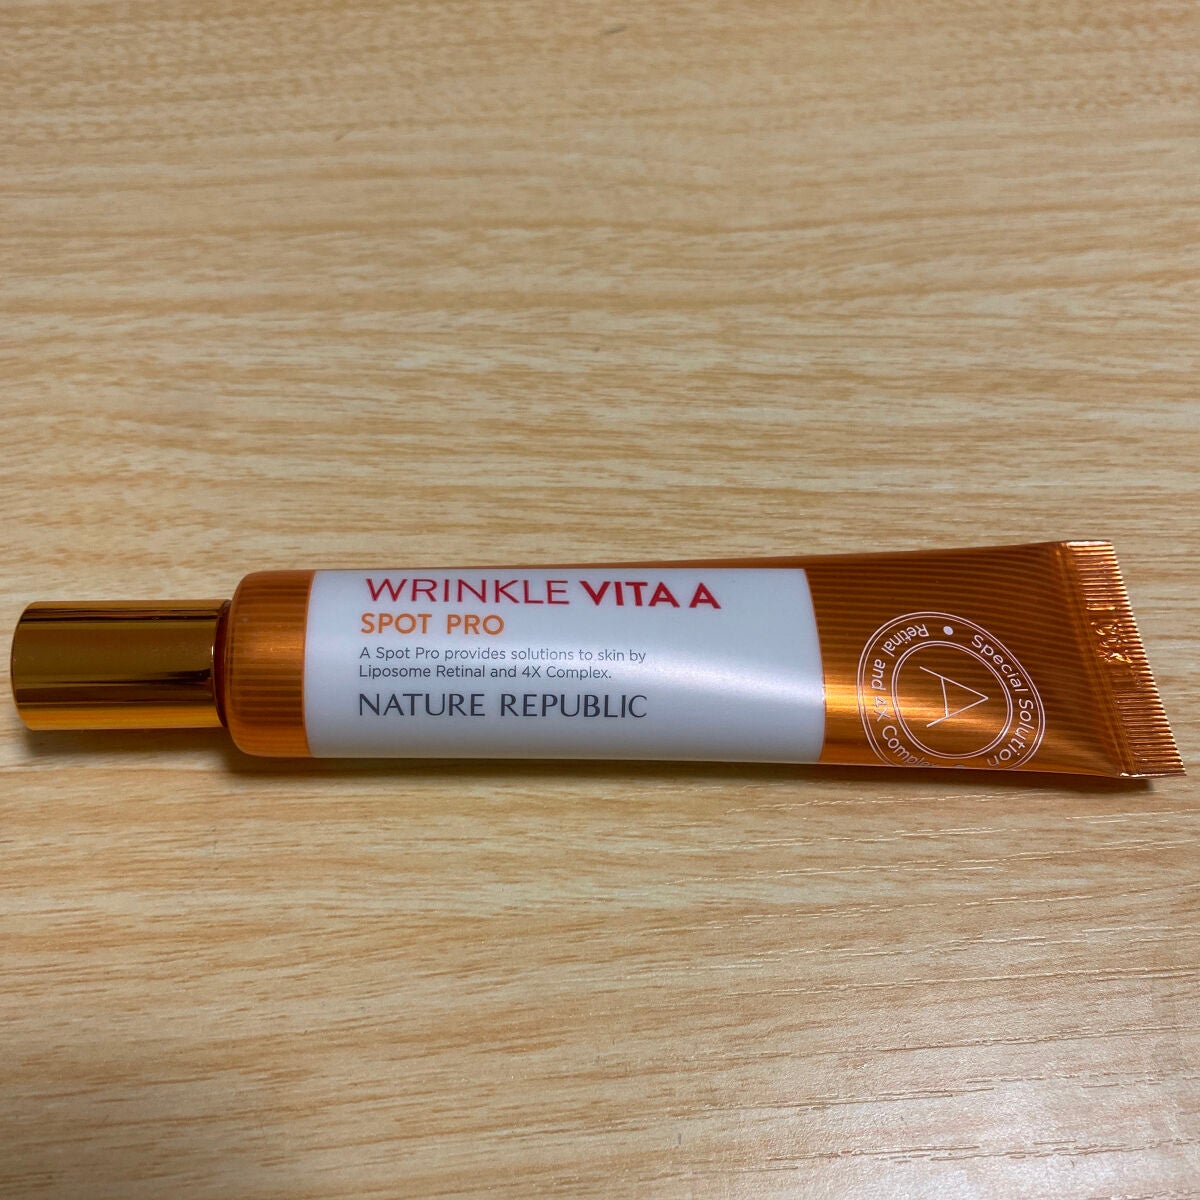 WRINKLE VITA A
SPOT PRO
A Spot Pro provides solutions to skin by
Liposome Retinal and 4X Complex.
NATURE REPUBLIC
Special Solution
Retinal and 4X Complex
A